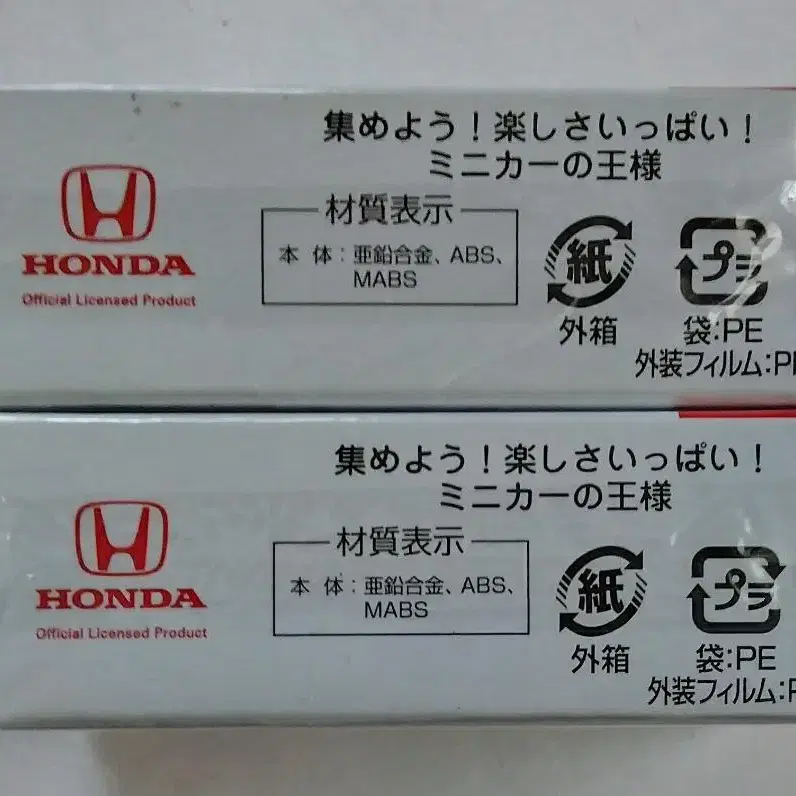 集めよう！楽しさいっぱい！
ミニカーの王様
HONDA
Official Licensed Product
材質表示
本 体：亜鉛合金、ABS、
MABS
紙
外箱
プラ
袋:PE
外装フィルム:P
集めよう！楽しさいっぱい！
ミニカーの王様
HONDA
Official Licensed Product
材質表示
本 体：亜鉛合金、ABS、
MABS
紙
外箱
プラ
袋:PE
外装フィルム: